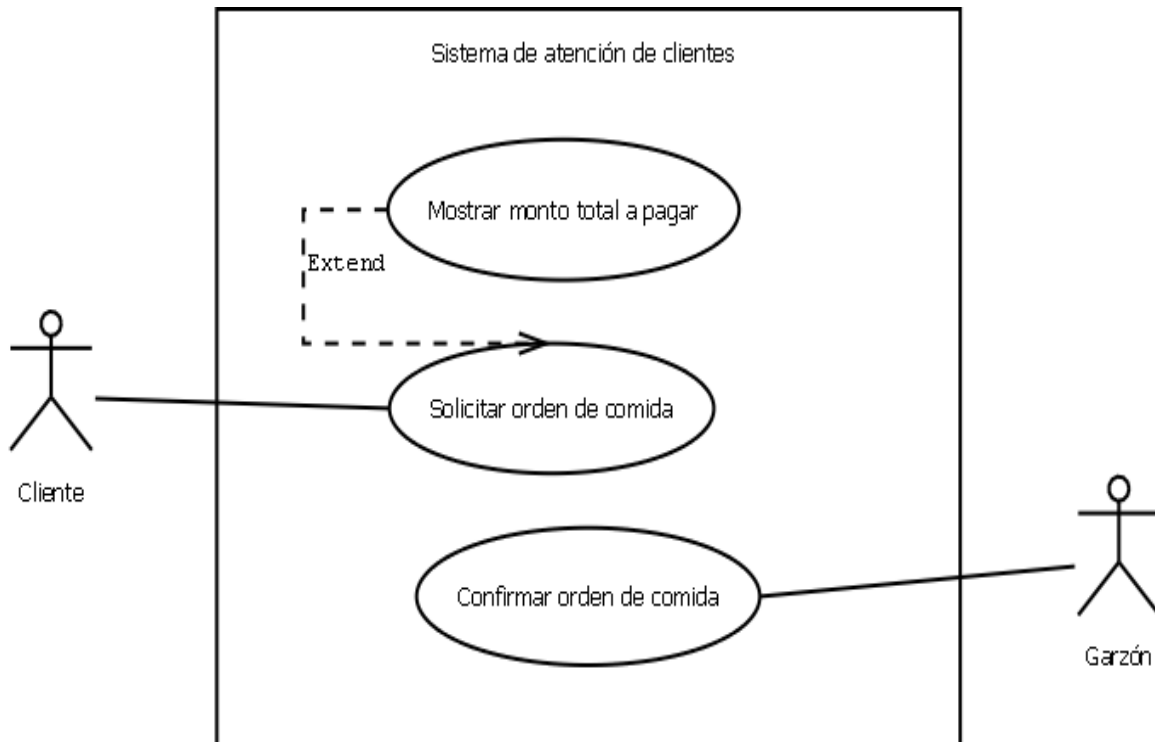 Sistema de atención de clientes
Mostrar monto total a pagar
Extend
Solicitar orden de comida
Cliente
Confirmar orden de comida
Garzón